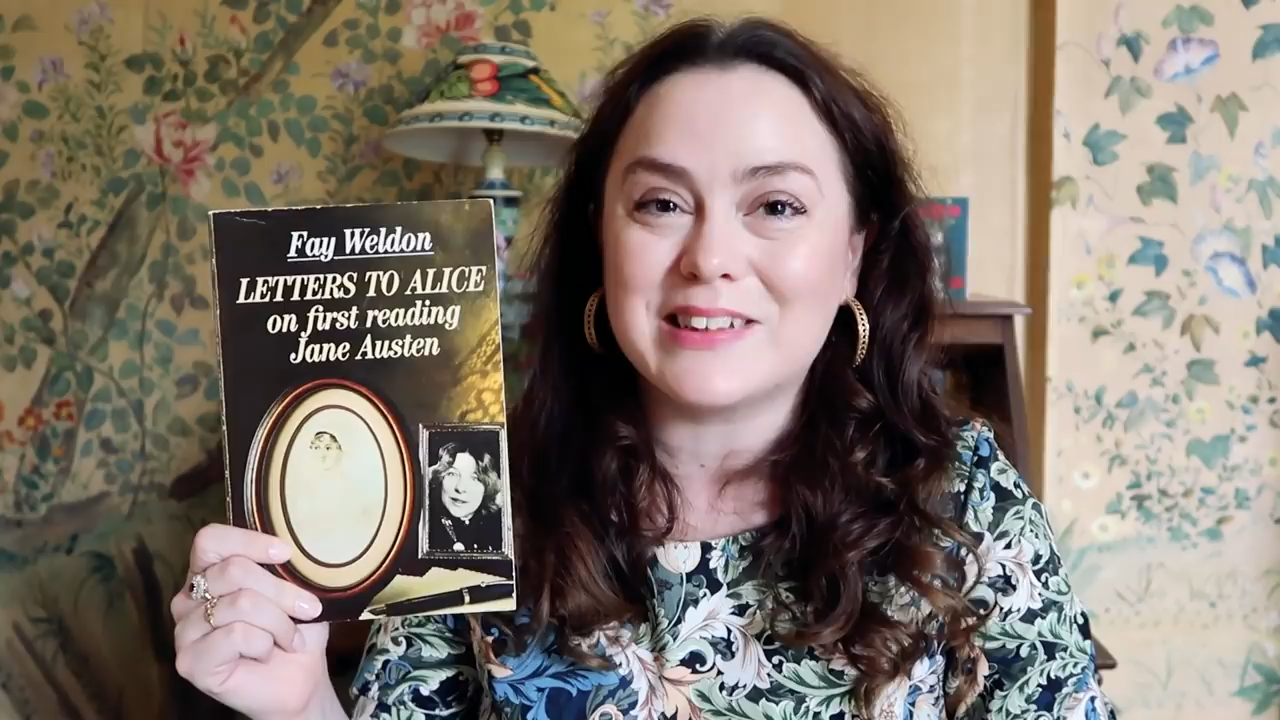 Fay Weldon
LETTERS TO ALICE
on first reading
Jane Austen